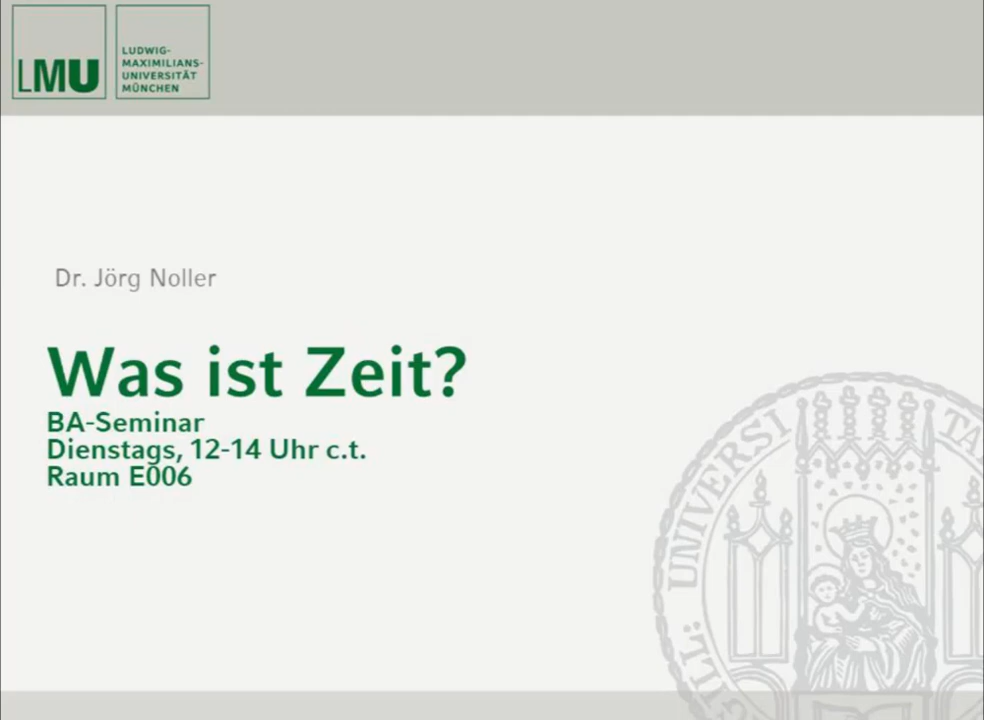 LMU
LUDWIG-
MAXIMILIANS-
UNIVERSITÄT
MÜNCHEN
Dr. Jörg Noller
Was ist Zeit?
BA-Seminar
Dienstags, 12-14 Uhr c.t.
Raum E006